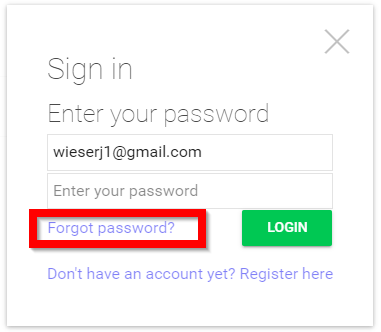 Sign in
Enter your password
wieserj1@gmail.com
Enter your password
Forgot password?
LOGIN
Don't have an account yet? Register here